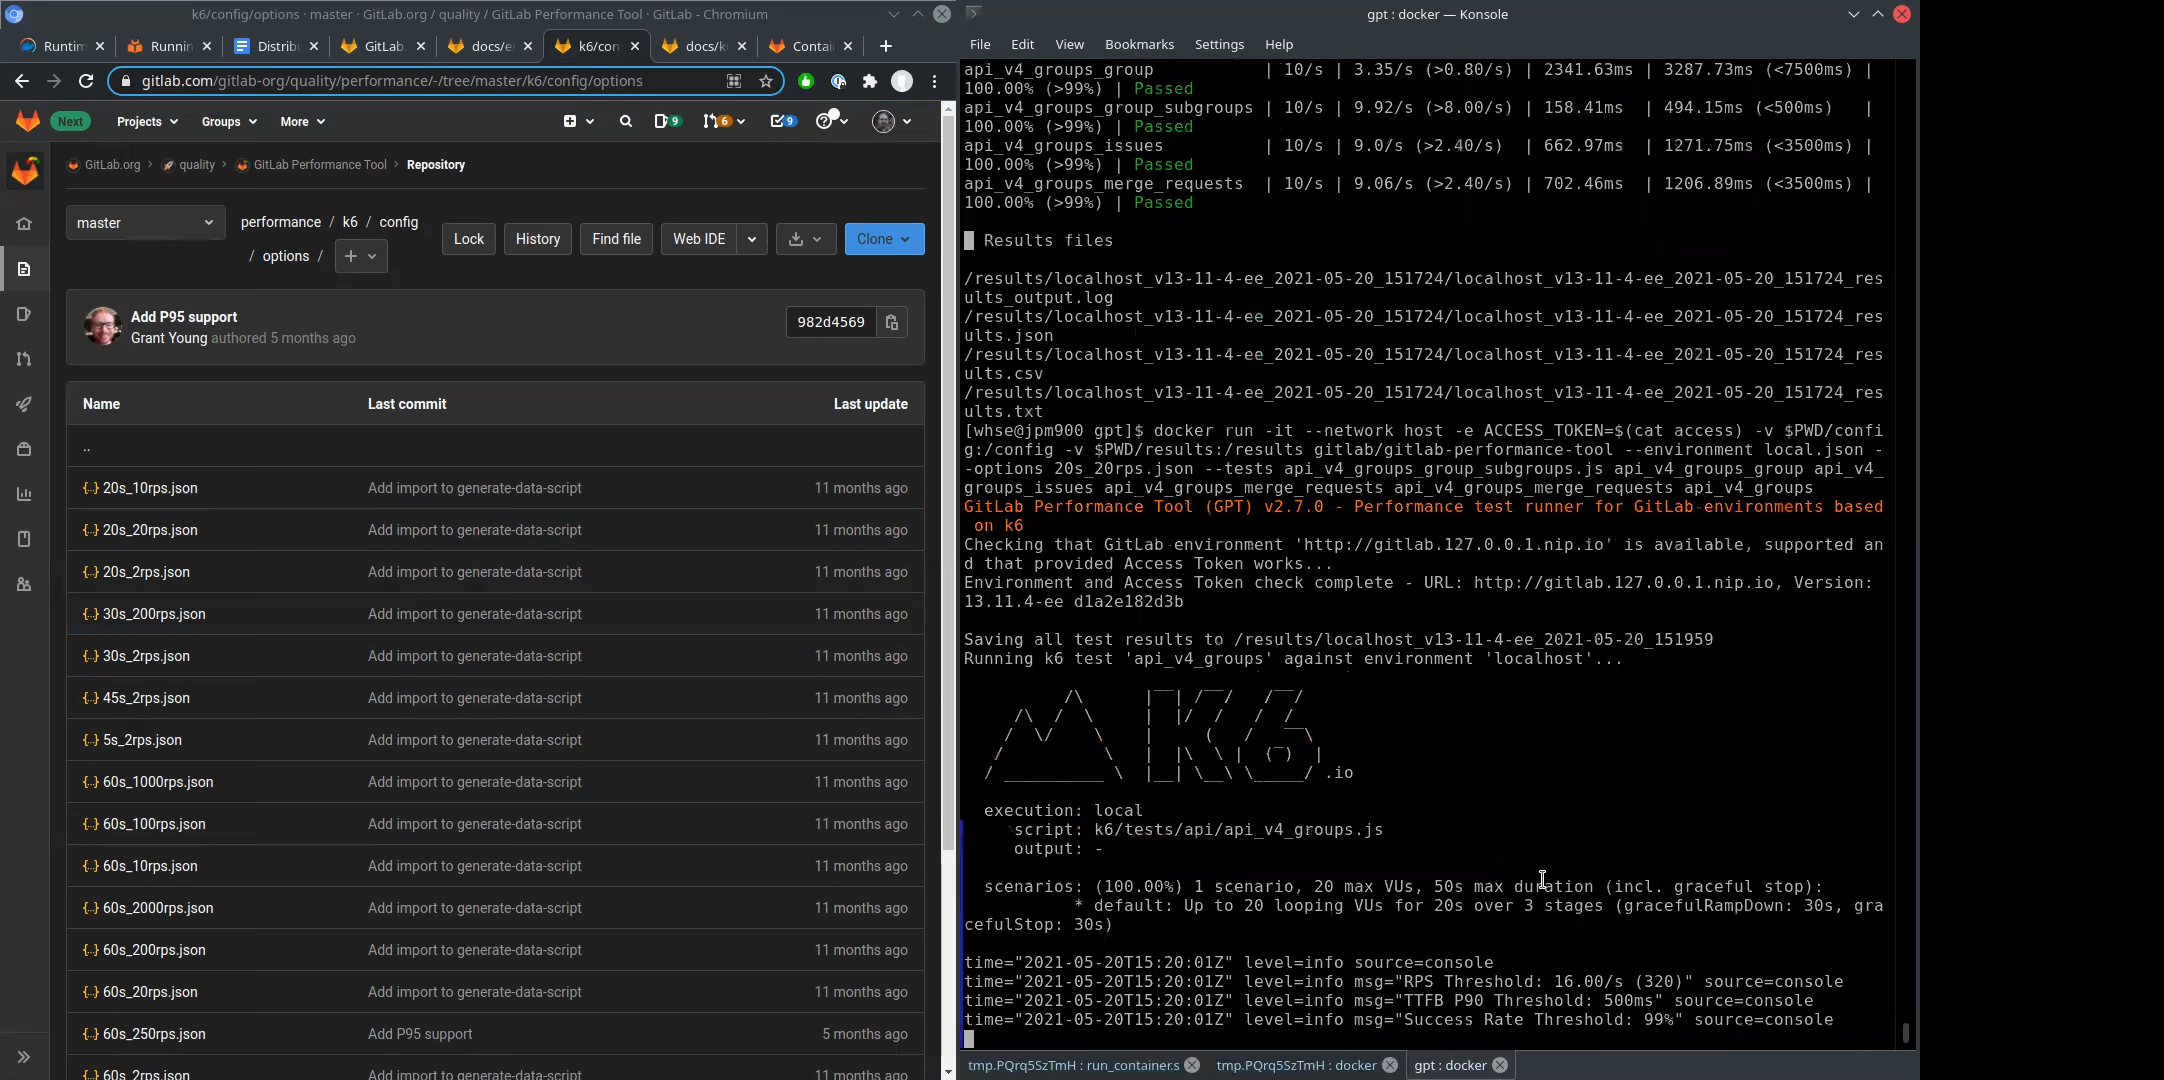 k6/config/options · master · GitLab.org / quality / GitLab Performance Tool · GitLab - Chromium
Runtim
Runnin
Distrib
GitLab.
docs/e
k6/con
docs/k
Contai
gitlab.com/gitlab-org/quality/performance/-/tree/master/k6/config/options
Next
Projects
Groups
More
9
6
9
GitLab.org
quality
GitLab Performance Tool
Repository
master
performance / k6 / config
/ options /
Lock
History
Find file
Web IDE
Clone
Add P95 support
Grant Young authored 5 months ago
982d4569
Name Last commit Last update
..
20s_10rps.json Add import to generate-data-script 11 months ago
20s_20rps.json Add import to generate-data-script 11 months ago
20s_2rps.json Add import to generate-data-script 11 months ago
30s_200rps.json Add import to generate-data-script 11 months ago
30s_2rps.json Add import to generate-data-script 11 months ago
45s_2rps.json Add import to generate-data-script 11 months ago
5s_2rps.json Add import to generate-data-script 11 months ago
60s_1000rps.json Add import to generate-data-script 11 months ago
60s_100rps.json Add import to generate-data-script 11 months ago
60s_10rps.json Add import to generate-data-script 11 months ago
60s_2000rps.json Add import to generate-data-script 11 months ago
60s_200rps.json Add import to generate-data-script 11 months ago
60s_20rps.json Add import to generate-data-script 11 months ago
60s_250rps.json Add P95 support 5 months ago
60s_2rps.json Add import to generate-data-script 11 months ago
gpt : docker — Konsole
File Edit View Bookmarks Settings Help
api_v4_groups_group | 10/s | 3.35/s (>0.80/s) | 2341.63ms | 3287.73ms (<7500ms) |
100.00% (>99%) | Passed
api_v4_groups_group_subgroups | 10/s | 9.92/s (>8.00/s) | 158.41ms | 494.15ms (<500ms) |
100.00% (>99%) | Passed
api_v4_groups_issues | 10/s | 9.0/s (>2.40/s) | 662.97ms | 1271.75ms (<3500ms) |
100.00% (>99%) | Passed
api_v4_groups_merge_requests | 10/s | 9.06/s (>2.40/s) | 702.46ms | 1206.89ms (<3500ms) |
100.00% (>99%) | Passed
Results files
/results/localhost_v13-11-4-ee_2021-05-20_151724/localhost_v13-11-4-ee_2021-05-20_151724_res
ults_output.log
/results/localhost_v13-11-4-ee_2021-05-20_151724/localhost_v13-11-4-ee_2021-05-20_151724_res
ults.json
/results/localhost_v13-11-4-ee_2021-05-20_151724/localhost_v13-11-4-ee_2021-05-20_151724_res
ults.csv
/results/localhost_v13-11-4-ee_2021-05-20_151724/localhost_v13-11-4-ee_2021-05-20_151724_res
ults.txt
[whse@jpm900 gpt]$ docker run -it --network host -e ACCESS_TOKEN=$(cat access) -v $PWD/confi
g:/config -v $PWD/results:/results gitlab/gitlab-performance-tool --environment local.json -
-options 20s_20rps.json --tests api_v4_groups_group_subgroups.js api_v4_groups_group api_v4_
groups_issues api_v4_groups_merge_requests api_v4_groups_merge_requests api_v4_groups
GitLab Performance Tool (GPT) v2.7.0 - Performance test runner for GitLab environments based
on k6
Checking that GitLab environment 'http://gitlab.127.0.0.1.nip.io' is available, supported an
d that provided Access Token works...
Environment and Access Token check complete - URL: http://gitlab.127.0.0.1.nip.io, Version:
13.11.4-ee d1a2e182d3b
Saving all test results to /results/localhost_v13-11-4-ee_2021-05-20_151959
Running k6 test 'api_v4_groups' against environment 'localhost'...
.io
execution: local
script: k6/tests/api/api_v4_groups.js
output: -
scenarios: (100.00%) 1 scenario, 20 max VUs, 50s max duration (incl. graceful stop):
* default: Up to 20 looping VUs for 20s over 3 stages (gracefulRampDown: 30s, gra
cefulStop: 30s)
time="2021-05-20T15:20:01Z" level=info source=console
time="2021-05-20T15:20:01Z" level=info msg="RPS Threshold: 16.00/s (320)" source=console
time="2021-05-20T15:20:01Z" level=info msg="TTFB P90 Threshold: 500ms" source=console
time="2021-05-20T15:20:01Z" level=info msg="Success Rate Threshold: 99%" source=console
tmp.PQrq5SzTmH : run_container.s
tmp.PQrq5SzTmH : docker
gpt : docker